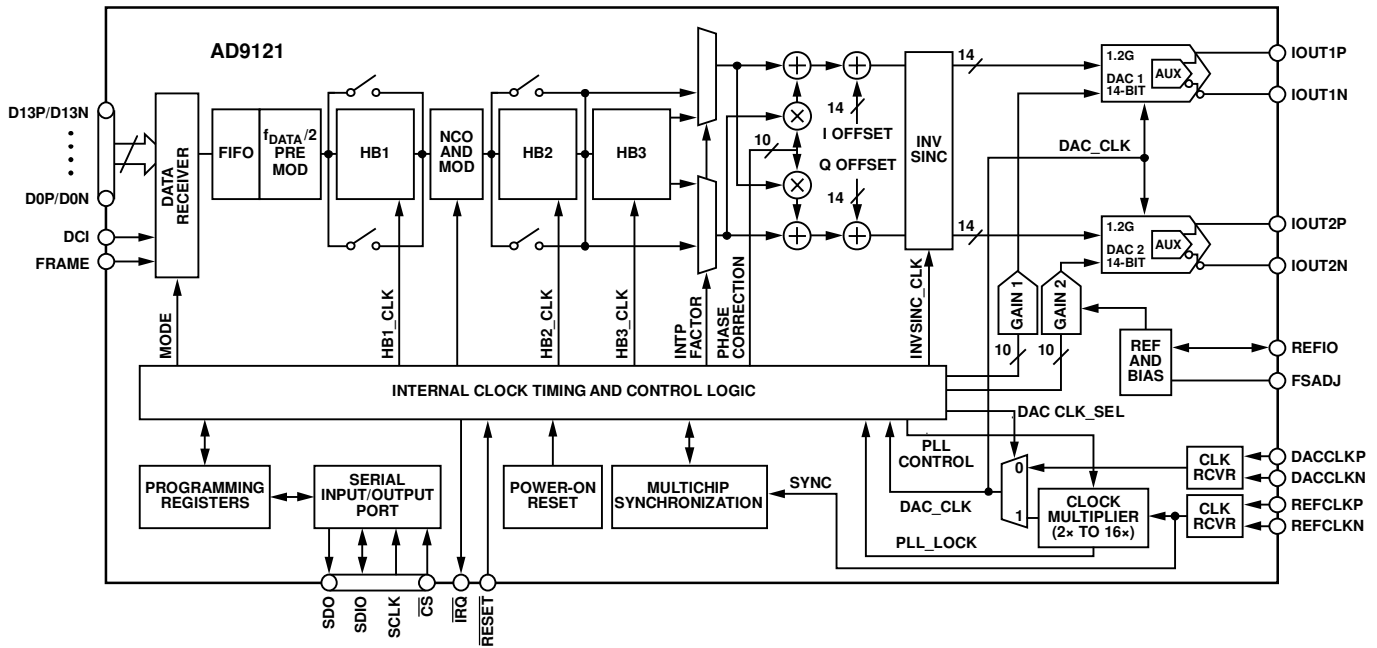 AD9121
D13P/D13N
D0P/D0N
DCI
FRAME
DATA
RECEIVER
FIFO
fDATA/2
PRE
MOD
HB1
NCO
AND
MOD
HB2
HB3
10
14
I OFFSET
Q OFFSET
14
INV
SINC
14
14
1.2G
DAC 1
14-BIT
AUX
DAC_CLK
1.2G
DAC 2
14-BIT
AUX
IOUT1P
IOUT1N
IOUT2P
IOUT2N
MODE
HB1_CLK
HB2_CLK
HB3_CLK
INTP
FACTOR
PHASE
CORRECTION
INVSINC_CLK
GAIN 1
GAIN 2
10
10
REF
AND
BIAS
REFIO
FSADJ
INTERNAL CLOCK TIMING AND CONTROL LOGIC
DAC CLK_SEL
PLL
CONTROL
0
1
DAC_CLK
PLL_LOCK
SYNC
PROGRAMMING
REGISTERS
SERIAL
INPUT/OUTPUT
PORT
POWER-ON
RESET
MULTICHIP
SYNCHRONIZATION
CLOCK
MULTIPLIER
(2× TO 16×)
CLK
RCVR
CLK
RCVR
DACCLKP
DACCLKN
REFCLKP
REFCLKN
SDO
SDIO
SCLK
CS
IRQ
RESET